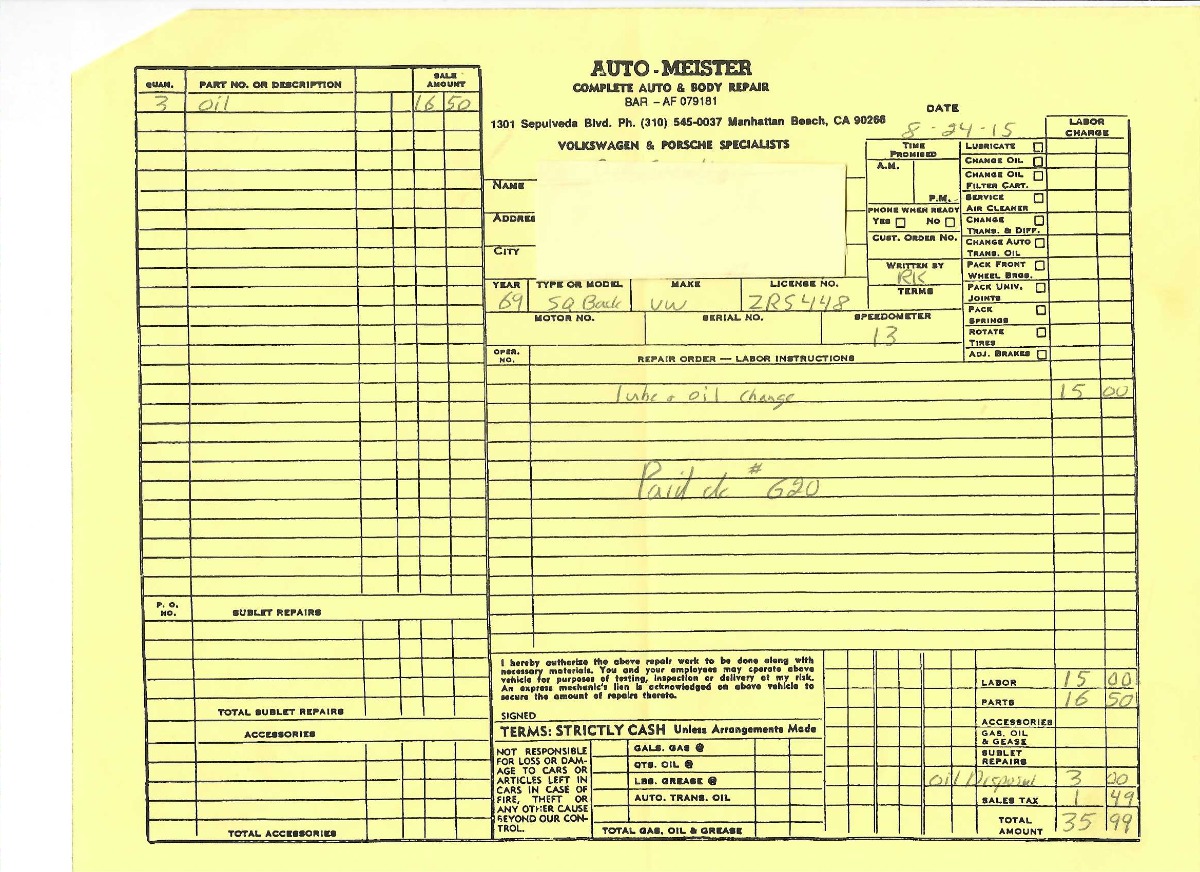 AUTO-MEISTER
COMPLETE AUTO & BODY REPAIR
BAR – AF 079181
1301 Sepulveda Blvd. Ph. (310) 545-0037 Manhattan Beach, CA 90266
VOLKSWAGEN & PORSCHE SPECIALISTS
DATE
8-24-15
QUAN. PART NO. OR DESCRIPTION SALE AMOUNT
3 oil 16 50
P. O. NO. SUBLET REPAIRS
TOTAL SUBLET REPAIRS
ACCESSORIES
TOTAL ACCESSORIES
NAME
ADDRE
CITY
TIME PROMISED
A.M.
P.M.
PHONE WHEN READY
YES NO
CUST. ORDER NO.
WRITTEN BY
RK
TERMS
LABOR CHARGE
LUBRICATE
CHANGE OIL
CHANGE OIL FILTER CART.
SERVICE AIR CLEANER
CHANGE TRANS. & DIFF.
CHANGE AUTO TRANS. OIL
PACK FRONT WHEEL BRGS.
PACK UNIV. JOINTS
PACK SPRINGS
ROTATE TIRES
ADJ. BRAKES
YEAR TYPE OR MODEL MAKE LICENSE NO.
69 SQ Back VW ZRS448
MOTOR NO. SERIAL NO. SPEEDOMETER
13
OPER. NO. REPAIR ORDER — LABOR INSTRUCTIONS
lube & oil change 15 00
Paid ck # 620
I hereby authorize the above repair work to be done along with
necessary materials. You and your employees may operate above
vehicle for purposes of testing, inspection or delivery at my risk.
An express mechanic's lien is acknowledged on above vehicle to
secure the amount of repairs thereto.
SIGNED
TERMS: STRICTLY CASH Unless Arrangements Made
NOT RESPONSIBLE
FOR LOSS OR DAM-
AGE TO CARS OR
ARTICLES LEFT IN
CARS IN CASE OF
FIRE, THEFT OR
ANY OTHER CAUSE
BEYOND OUR CON-
TROL.
GALS. GAS @
QTS. OIL @
LBS. GREASE @
AUTO. TRANS. OIL
TOTAL GAS, OIL & GREASE
LABOR 15 00
PARTS 16 50
ACCESSORIES
GAS, OIL & GEASE
SUBLET REPAIRS
Oil Disposal 3 00
SALES TAX 1 49
TOTAL AMOUNT 35 99